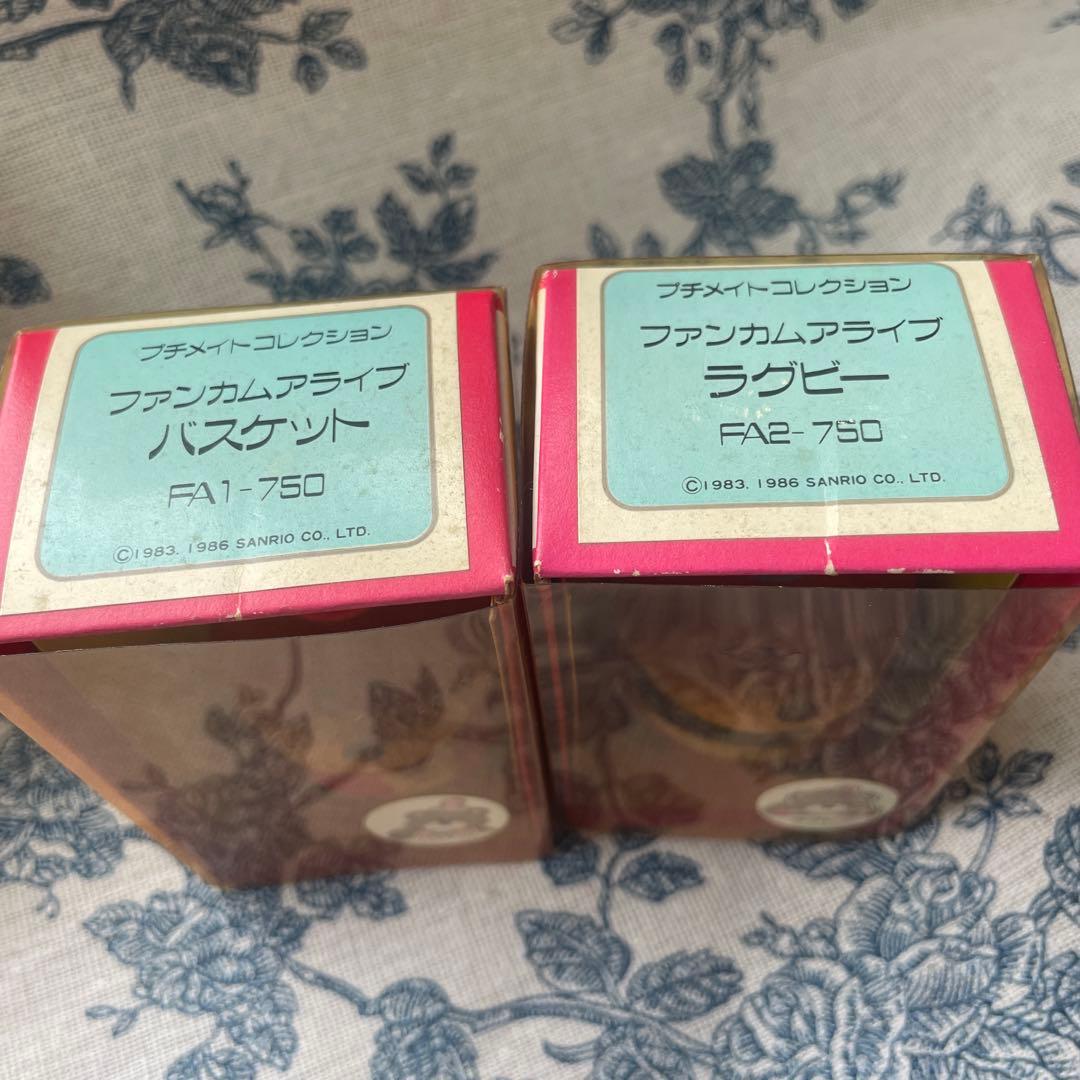 プチメイトコレクション
ファンカムアライブ
バスケット
FA1-750
©1983. 1986 SANRIO CO., LTD.
プチメイトコレクション
ファンカムアライブ
ラグビー
FA2-750
©1983. 1986 SANRIO CO., LTD.